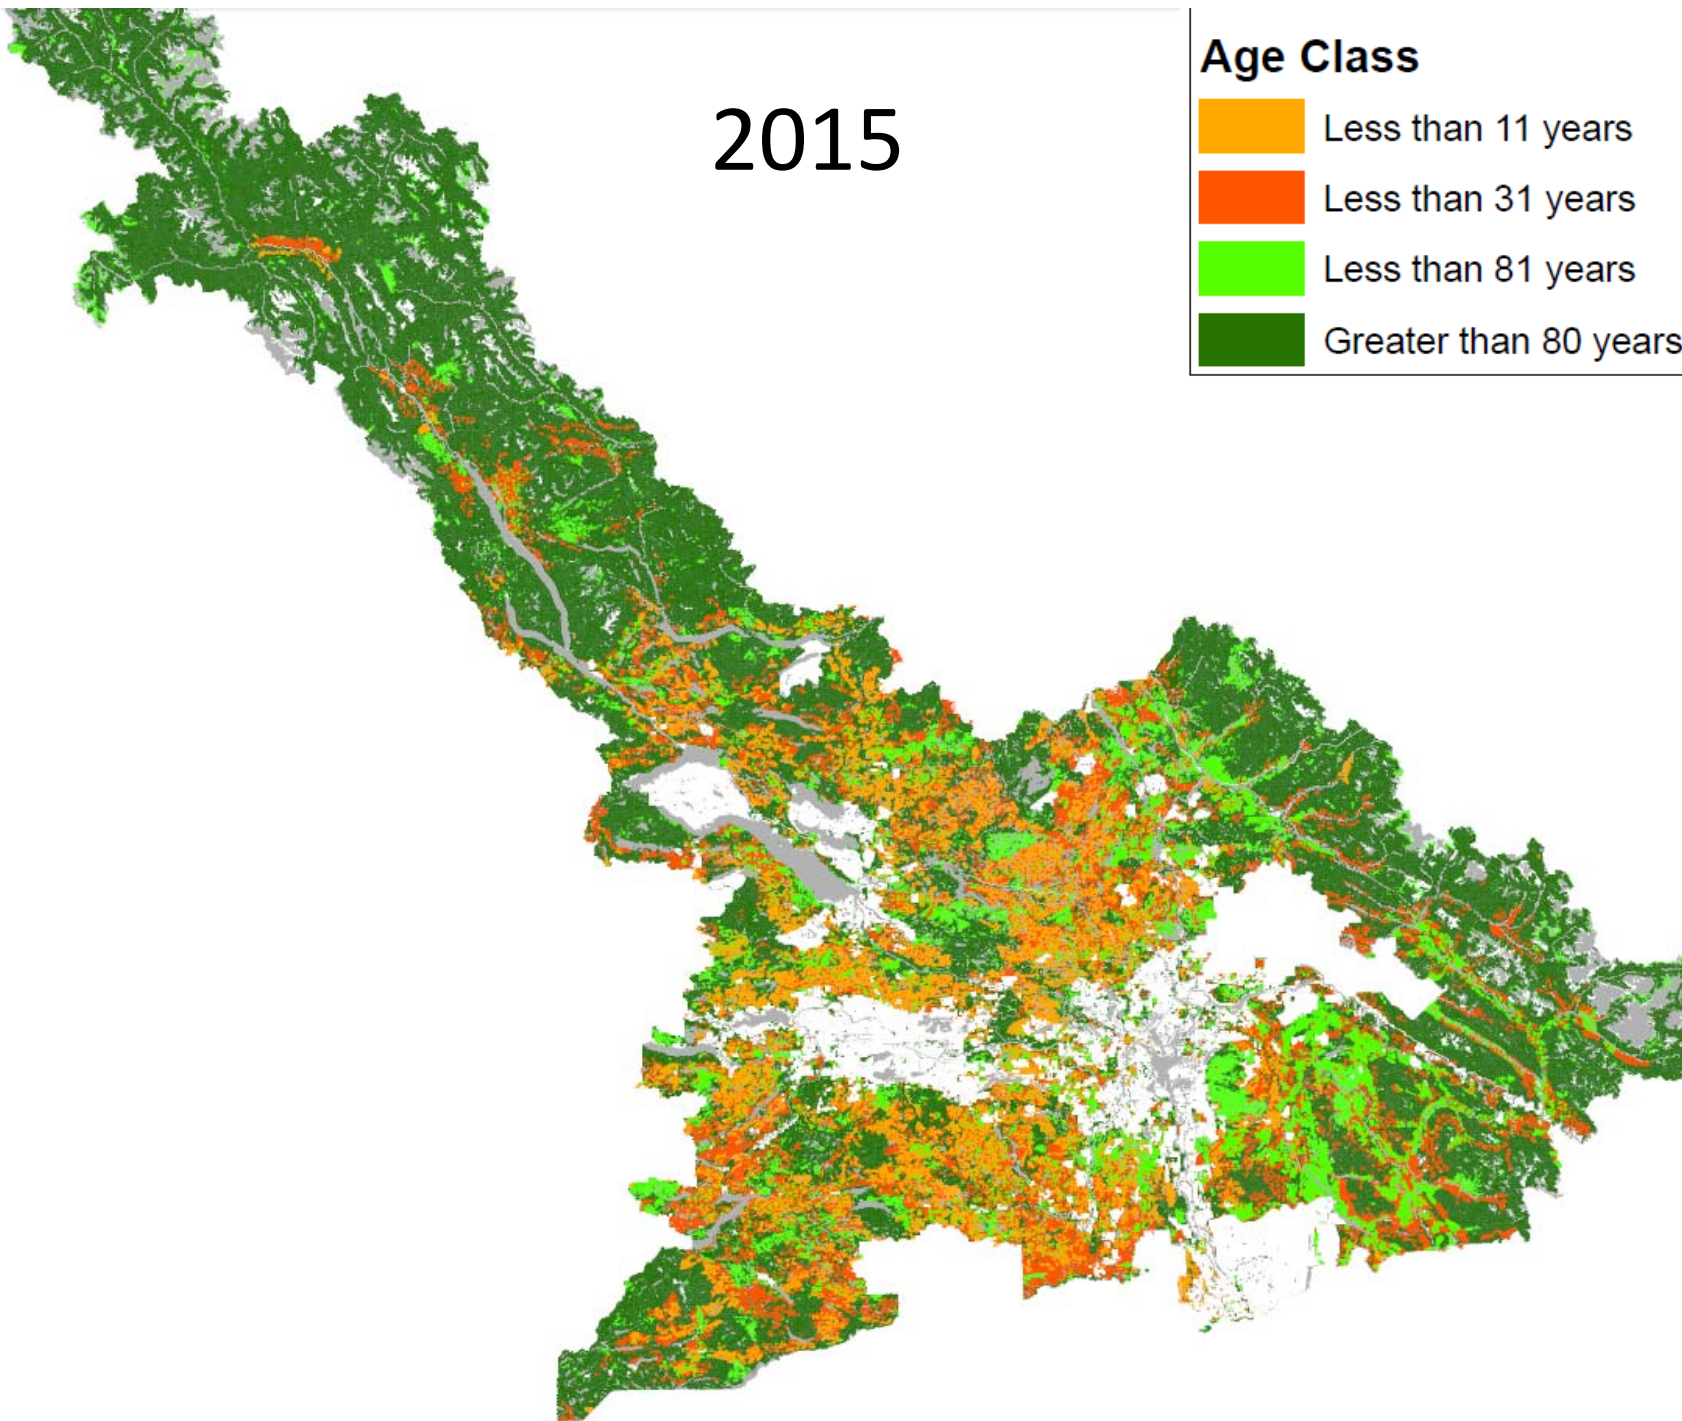 2015
Age Class
Less than 11 years
Less than 31 years
Less than 81 years
Greater than 80 years